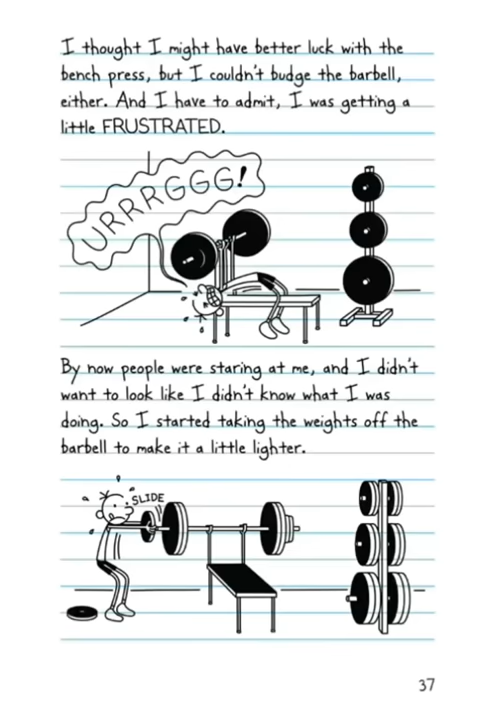 I thought I might have better luck with the
bench press, but I couldn't budge the barbell,
either. And I have to admit, I was getting a
little FRUSTRATED.
URRRGGG!
By now people were staring at me, and I didn't
want to look like I didn't know what I was
doing. So I started taking the weights off the
barbell to make it a little lighter.
SLIDE
37